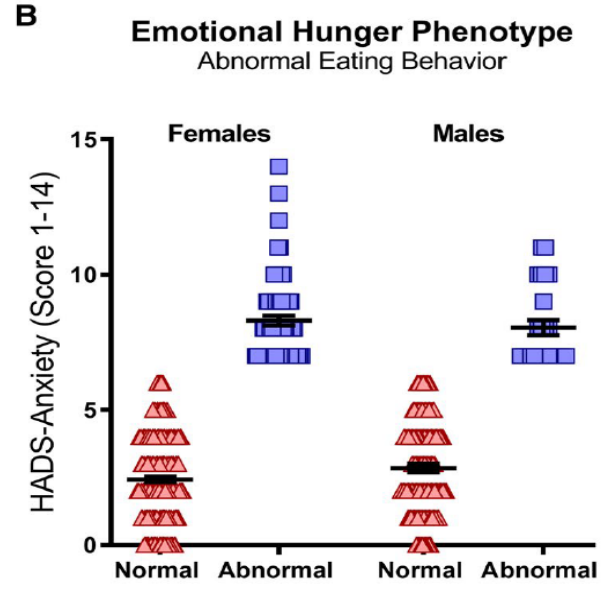 B
Emotional Hunger Phenotype
Abnormal Eating Behavior
Females Males
HADS-Anxiety (Score 1-14)
15
10
5
0
Normal Abnormal Normal Abnormal